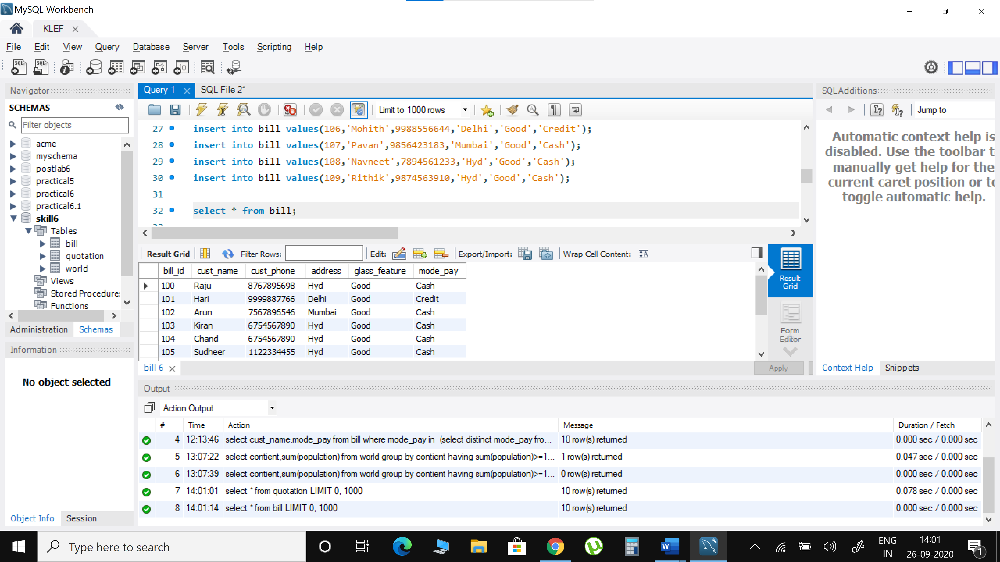 MySQL Workbench
KLEF
File Edit View Query Database Server Tools Scripting Help
Navigator
SCHEMAS
Filter objects
acme
myschema
postlab6
practical5
practical6
practical6.1
skill6
Tables
bill
quotation
world
Views
Stored Procedures
Functions
Administration Schemas
Information
No object selected
Object Info Session
Query 1 SQL File 2*
Limit to 1000 rows
27 insert into bill values(106,'Mohith',9988556644,'Delhi','Good','Credit');
28 insert into bill values(107,'Pavan',9856423183,'Mumbai','Good','Cash');
29 insert into bill values(108,'Navneet',7894561233,'Hyd','Good','Cash');
30 insert into bill values(109,'Rithik',9874563910,'Hyd','Good','Cash');
31
32 select * from bill;
Result Grid Filter Rows: Edit: Export/Import: Wrap Cell Content:
bill_id cust_name cust_phone address glass_feature mode_pay
100 Raju 8767895698 Hyd Good Cash
101 Hari 9999887766 Delhi Good Credit
102 Arun 7567896546 Mumbai Good Cash
103 Kiran 6754567890 Hyd Good Cash
104 Chand 6754567890 Hyd Good Cash
105 Sudheer 1122334455 Hyd Good Cash
Result
Grid
Form
Editor
bill 6
Apply
SQLAdditions
Jump to
Automatic context help is
disabled. Use the toolbar to
manually get help for the
current caret position or to
toggle automatic help.
Context Help Snippets
Output
Action Output
# Time Action Message Duration / Fetch
4 12:13:46 select cust_name,mode_pay from bill where mode_pay in (select distinct mode_pay fro... 10 row(s) returned 0.000 sec / 0.000 sec
5 13:07:22 select contient,sum(population) from world group by contient having sum(population)>=1... 1 row(s) returned 0.047 sec / 0.000 sec
6 13:07:39 select contient,sum(population) from world group by contient having sum(population)>=1... 0 row(s) returned 0.000 sec / 0.000 sec
7 14:01:01 select * from quotation LIMIT 0, 1000 10 row(s) returned 0.078 sec / 0.000 sec
8 14:01:14 select * from bill LIMIT 0, 1000 10 row(s) returned 0.000 sec / 0.000 sec
Type here to search
ENG
IN
14:01
26-09-2020
1